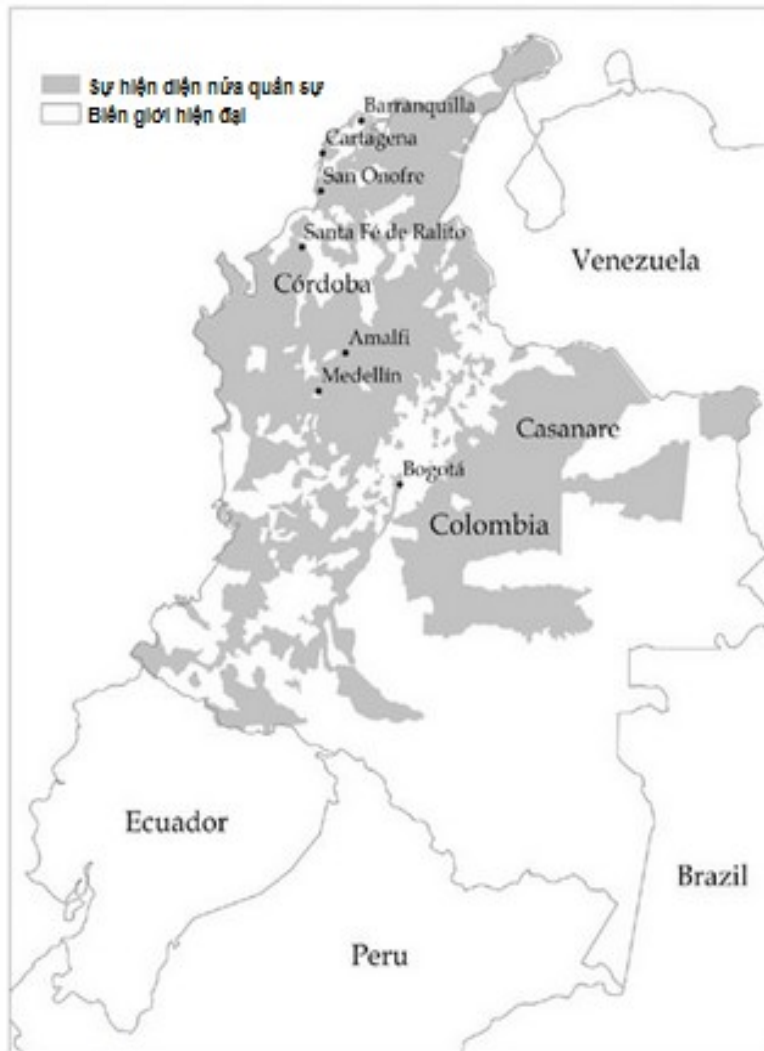 Sự hiện diện nửa quân sự
Biên giới hiện đại
Barranquilla
Cartagena
San Onofre
Santa Fé de Ralito
Venezuela
Córdoba
Amalfi
Medellín
Casanare
Bogotá
Colombia
Ecuador
Brazil
Peru